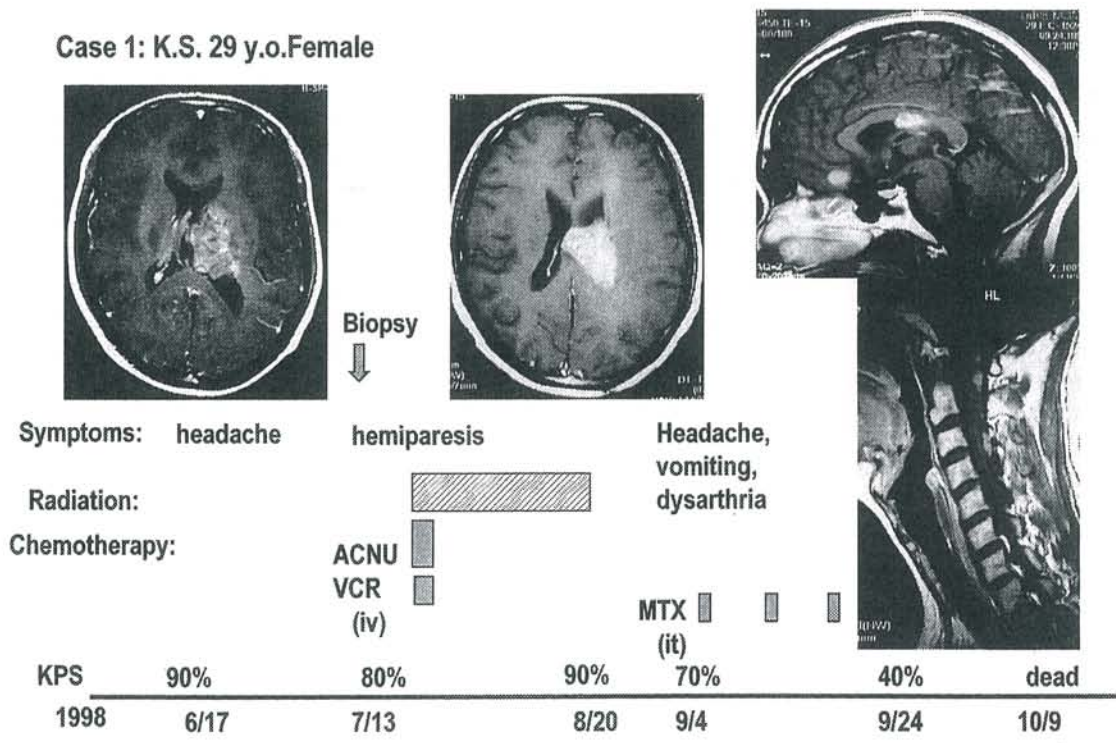 Case 1: K.S. 29 y.o.Female
Biopsy
HL
Symptoms: headache hemiparesis Headache, vomiting, dysarthria
Radiation:
Chemotherapy:
ACNU
VCR
(iv)
MTX
(it)
KPS 90% 80% 90% 70% 40% dead
1998 6/17 7/13 8/20 9/4 9/24 10/9